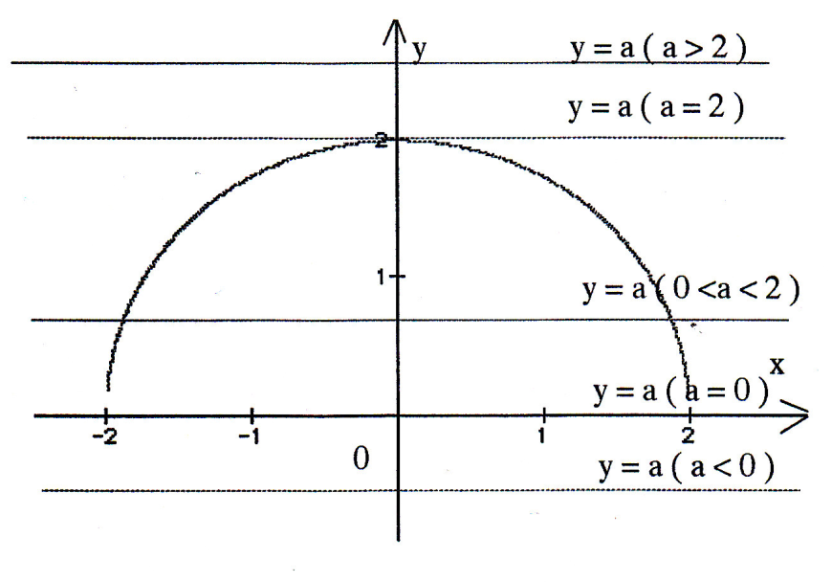 y
y = a ( a > 2 )
y = a ( a = 2 )
2
1
y = a ( 0 < a < 2 )
x
y = a ( a = 0 )
-2 -1 1 2
0
y = a ( a < 0 )